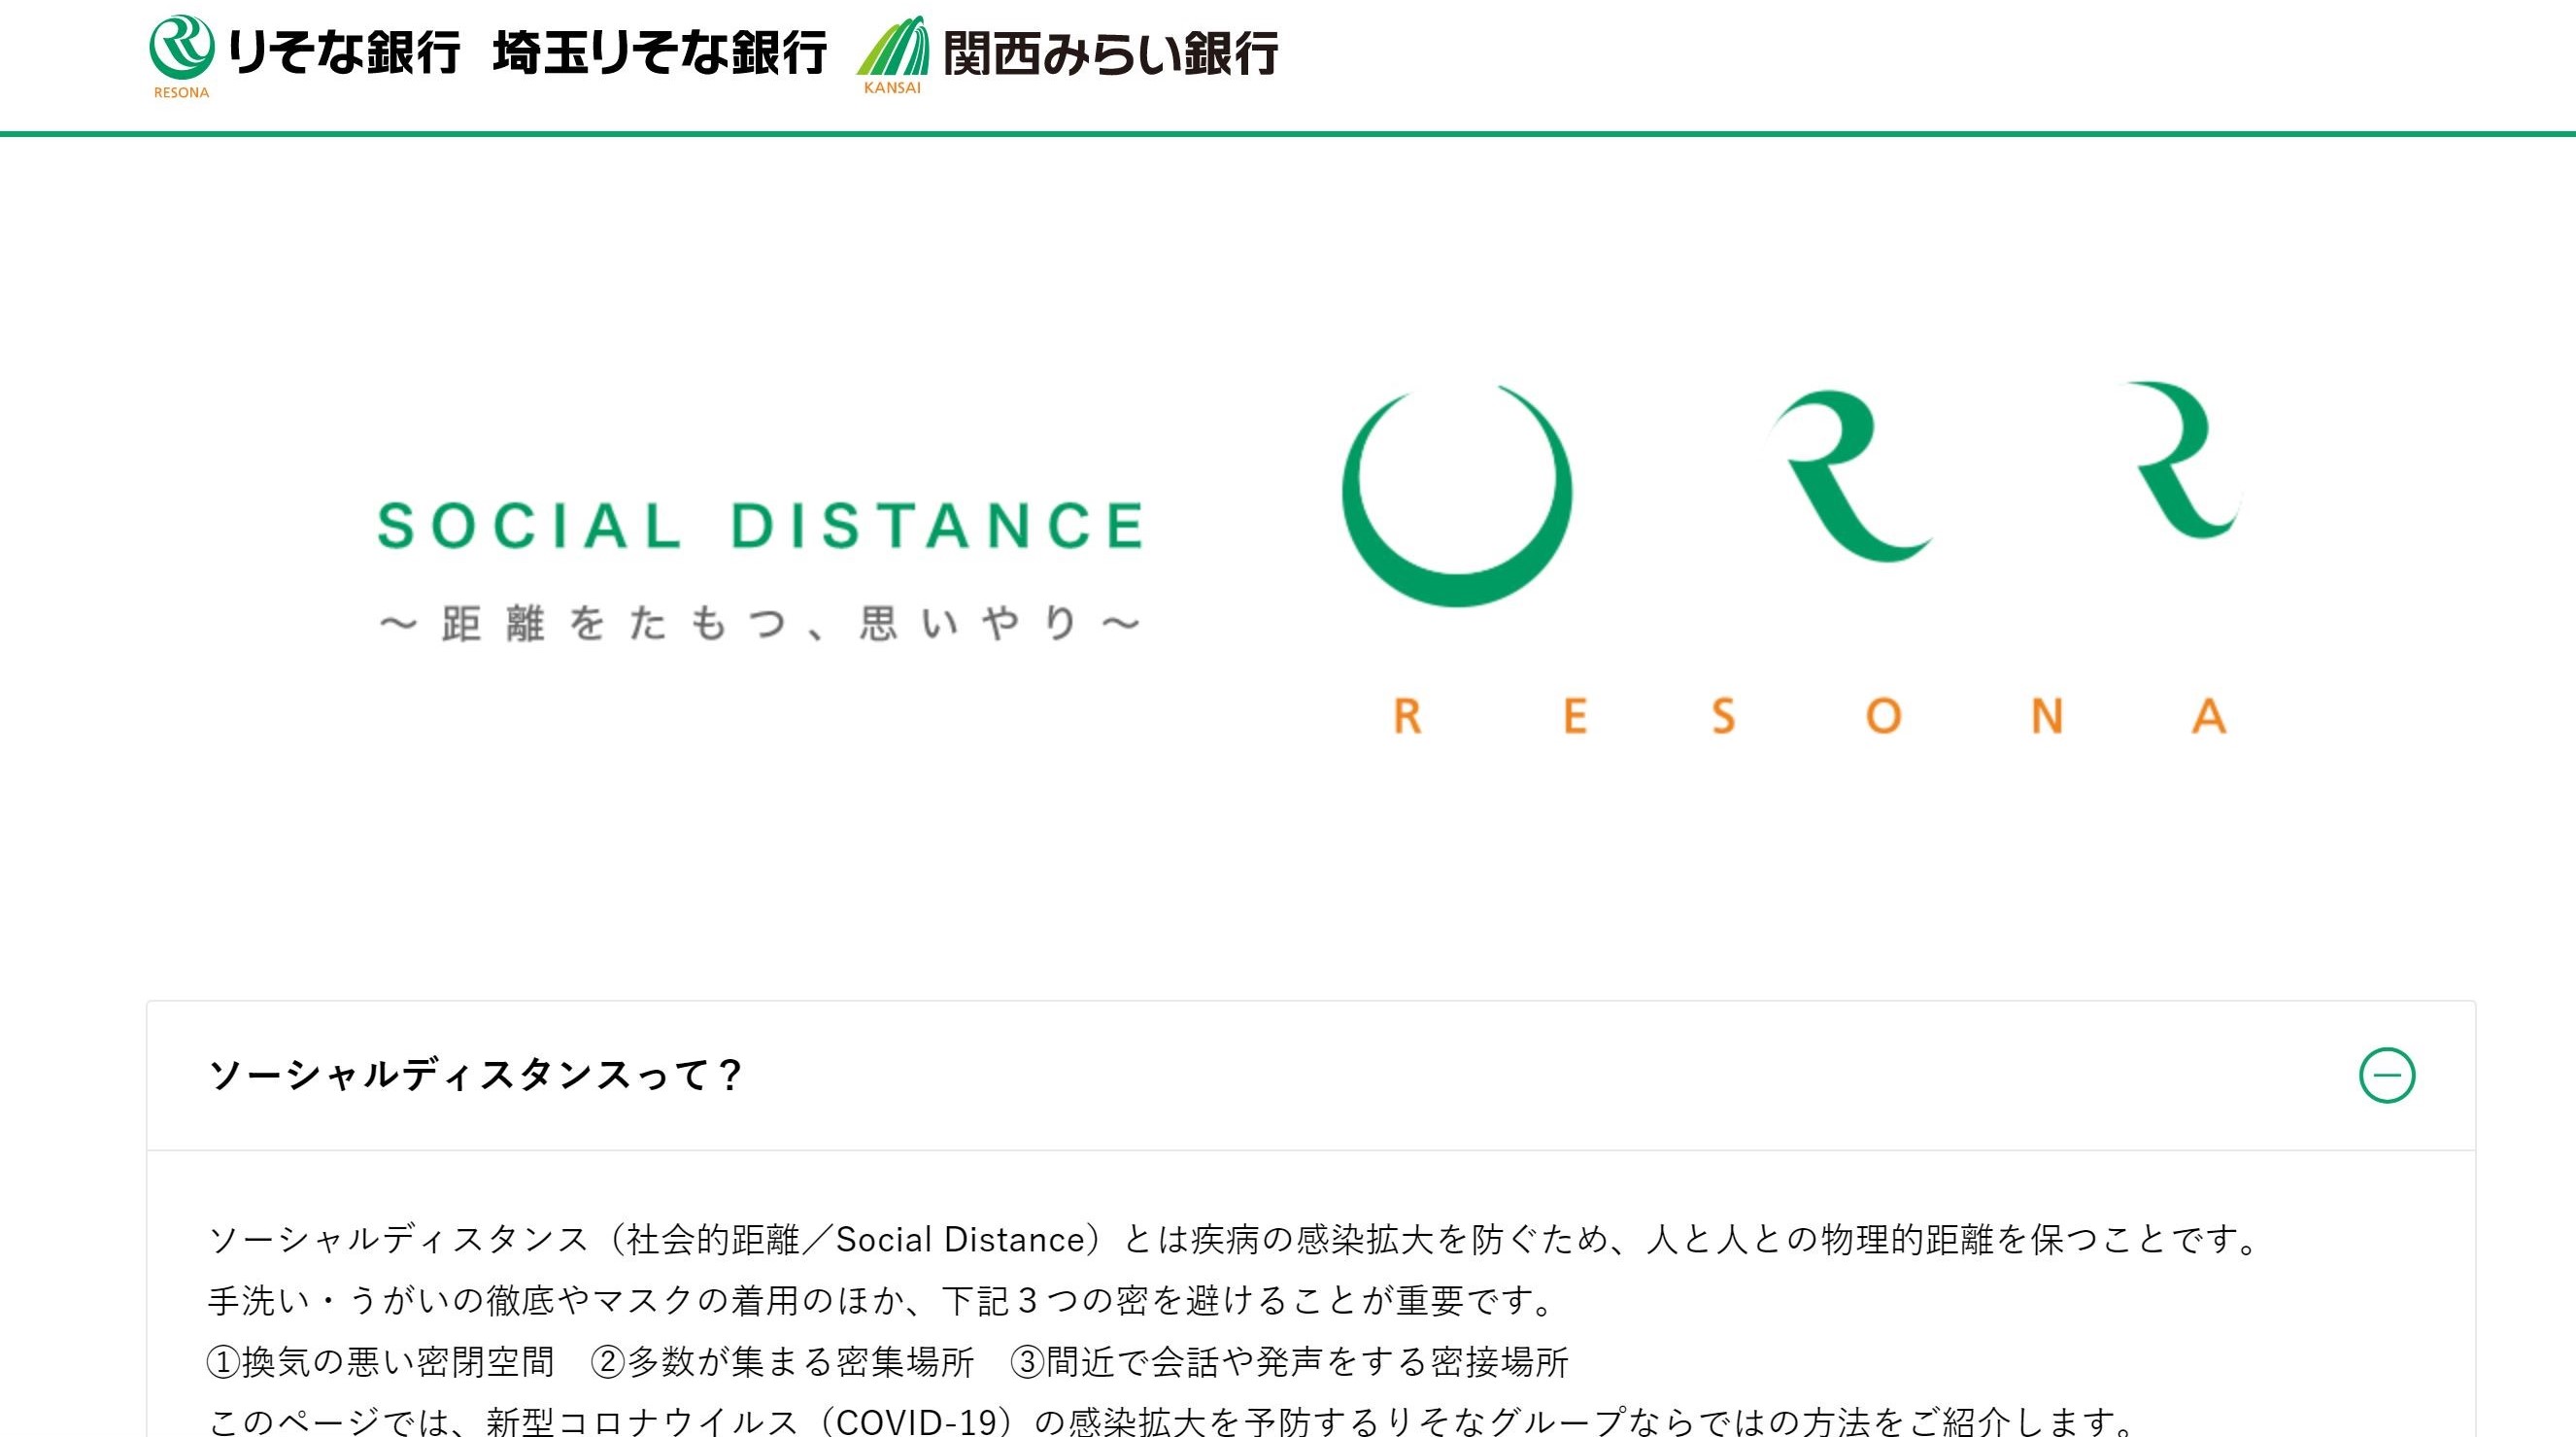 RESONA
りそな銀行 埼玉りそな銀行
KANSAI
関西みらい銀行
SOCIAL DISTANCE
～距離をたもつ、思いやり～
R R
RESONA
ソーシャルディスタンスって？
ソーシャルディスタンス（社会的距離／Social Distance）とは疾病の感染拡大を防ぐため、人と人との物理的距離を保つことです。
手洗い・うがいの徹底やマスクの着用のほか、下記３つの密を避けることが重要です。
①換気の悪い密閉空間　②多数が集まる密集場所　③間近で会話や発声をする密接場所
このページでは、新型コロナウイルス（COVID-19）の感染拡大を予防するりそなグループならではの方法をご紹介します。